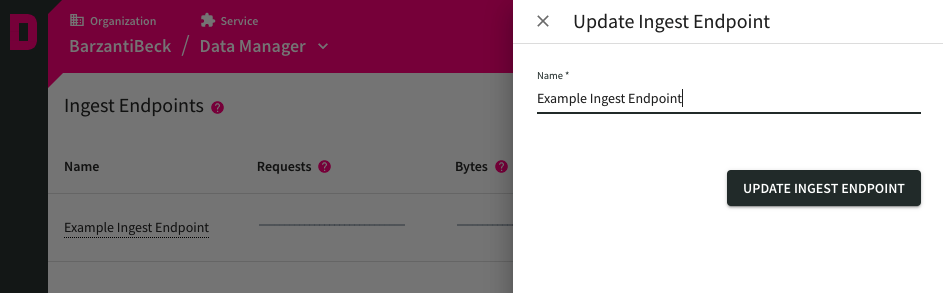 Organization
Service
BarzantiBeck / Data Manager
Ingest Endpoints ?
Name Requests ? Bytes ?
Example Ingest Endpoint
Update Ingest Endpoint
Name *
Example Ingest Endpoint
UPDATE INGEST ENDPOINT